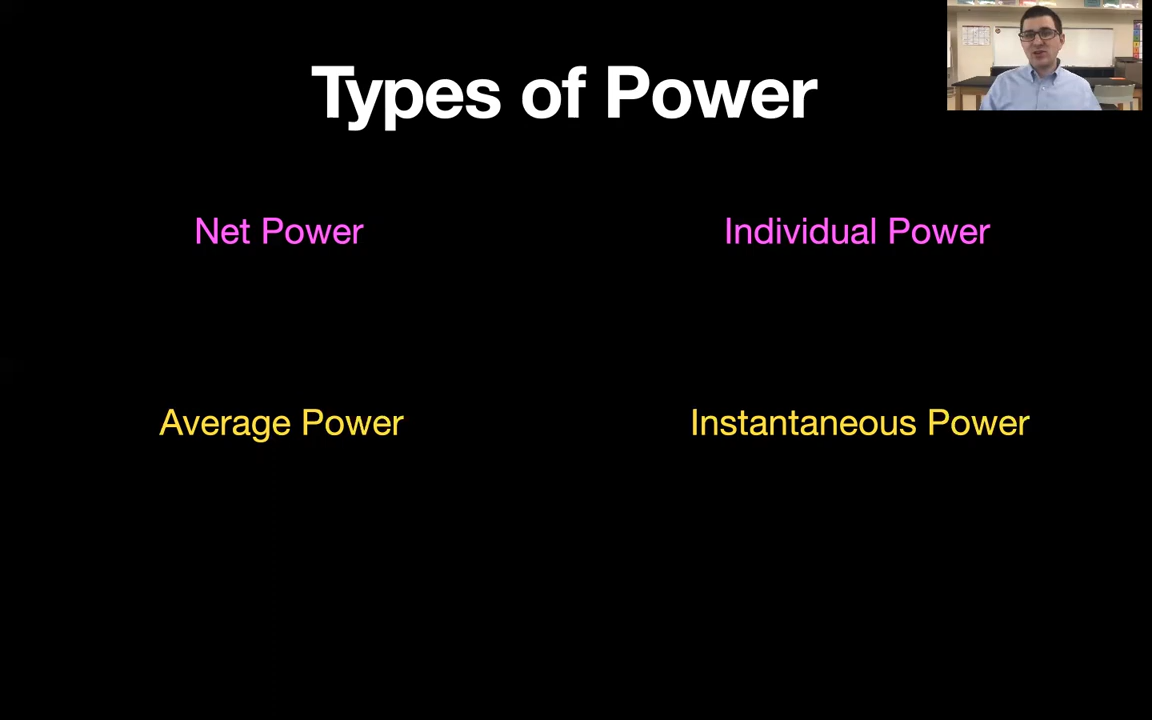 Types of Power
Net Power
Individual Power
Average Power
Instantaneous Power